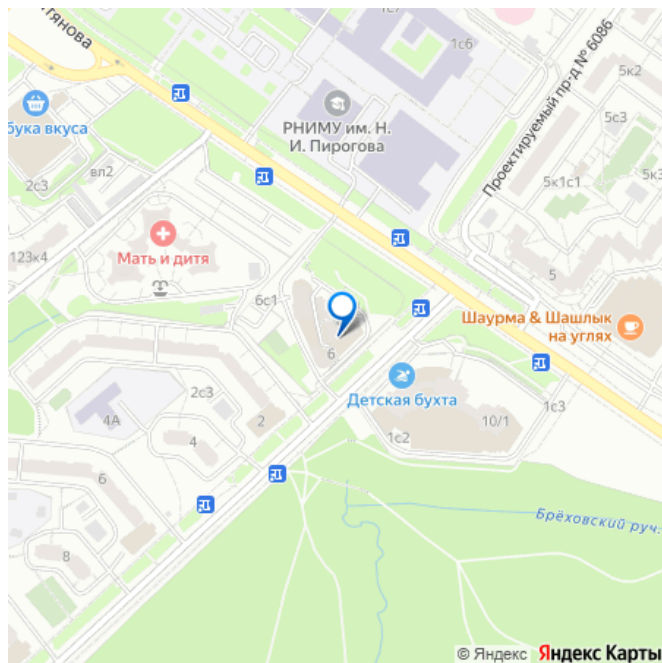 1с7
1с6
тянова
Проектируемый пр-д № 6086
5к2
бука вкуса
РНИМУ им. Н.
И. Пирогова
5с3
5к
вл2
2с3
5к1с1
123к4
Мать и дитя
5
6с1
Шаурма & Шашлык
на углях
6
2с3
Детская бухта
4А
2
10/1
1с3
4
1с2
6
Брёховский руч.
8
© Яндекс Яндекс Карты